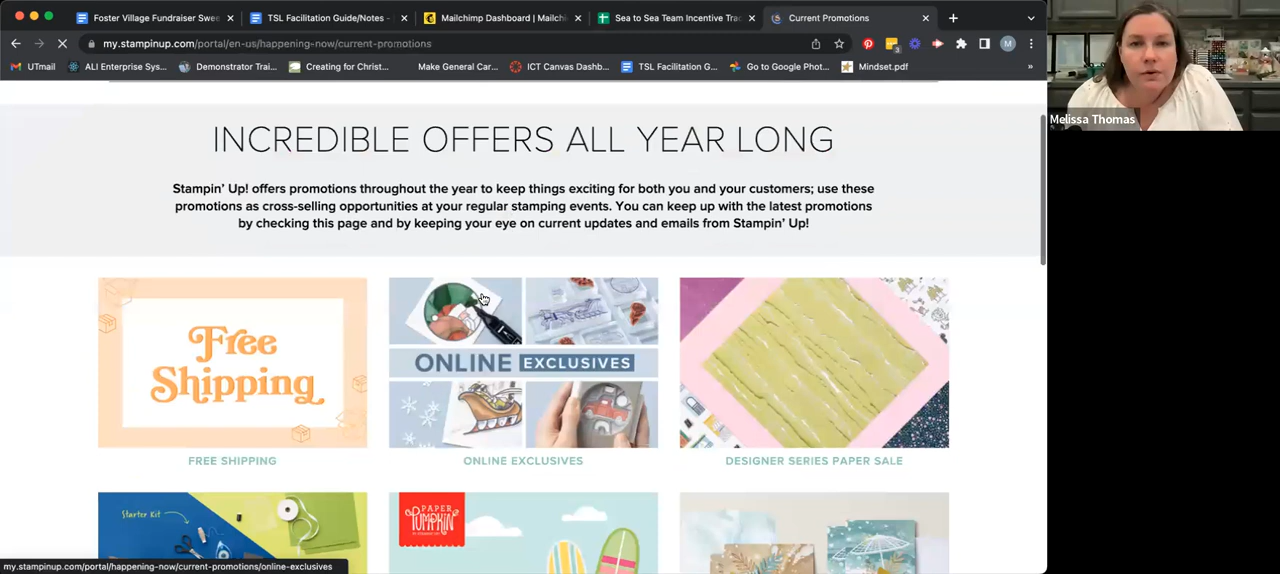 Foster Village Fundraiser Swee
TSL Facilitation Guide/Notes -
Mailchimp Dashboard | Mailchi
Sea to Sea Team Incentive Trac
Current Promotions
my.stampinup.com/portal/en-us/happening-now/current-promotions
3
M
UTmail
ALI Enterprise Sys...
Demonstrator Trai...
Creating for Christ...
Make General Car...
ICT Canvas Dashb...
TSL Facilitation G...
Go to Google Phot...
Mindset.pdf
»
Melissa Thomas
INCREDIBLE OFFERS ALL YEAR LONG
Stampin' Up! offers promotions throughout the year to keep things exciting for both you and your customers; use these
promotions as cross-selling opportunities at your regular stamping events. You can keep up with the latest promotions
by checking this page and by keeping your eye on current updates and emails from Stampin' Up!
Free
Shipping
ONLINE EXCLUSIVES
FREE SHIPPING
ONLINE EXCLUSIVES
DESIGNER SERIES PAPER SALE
Starter Kit
PAPER
PUMPKIN
my.stampinup.com/portal/happening-now/current-promotions/online-exclusives